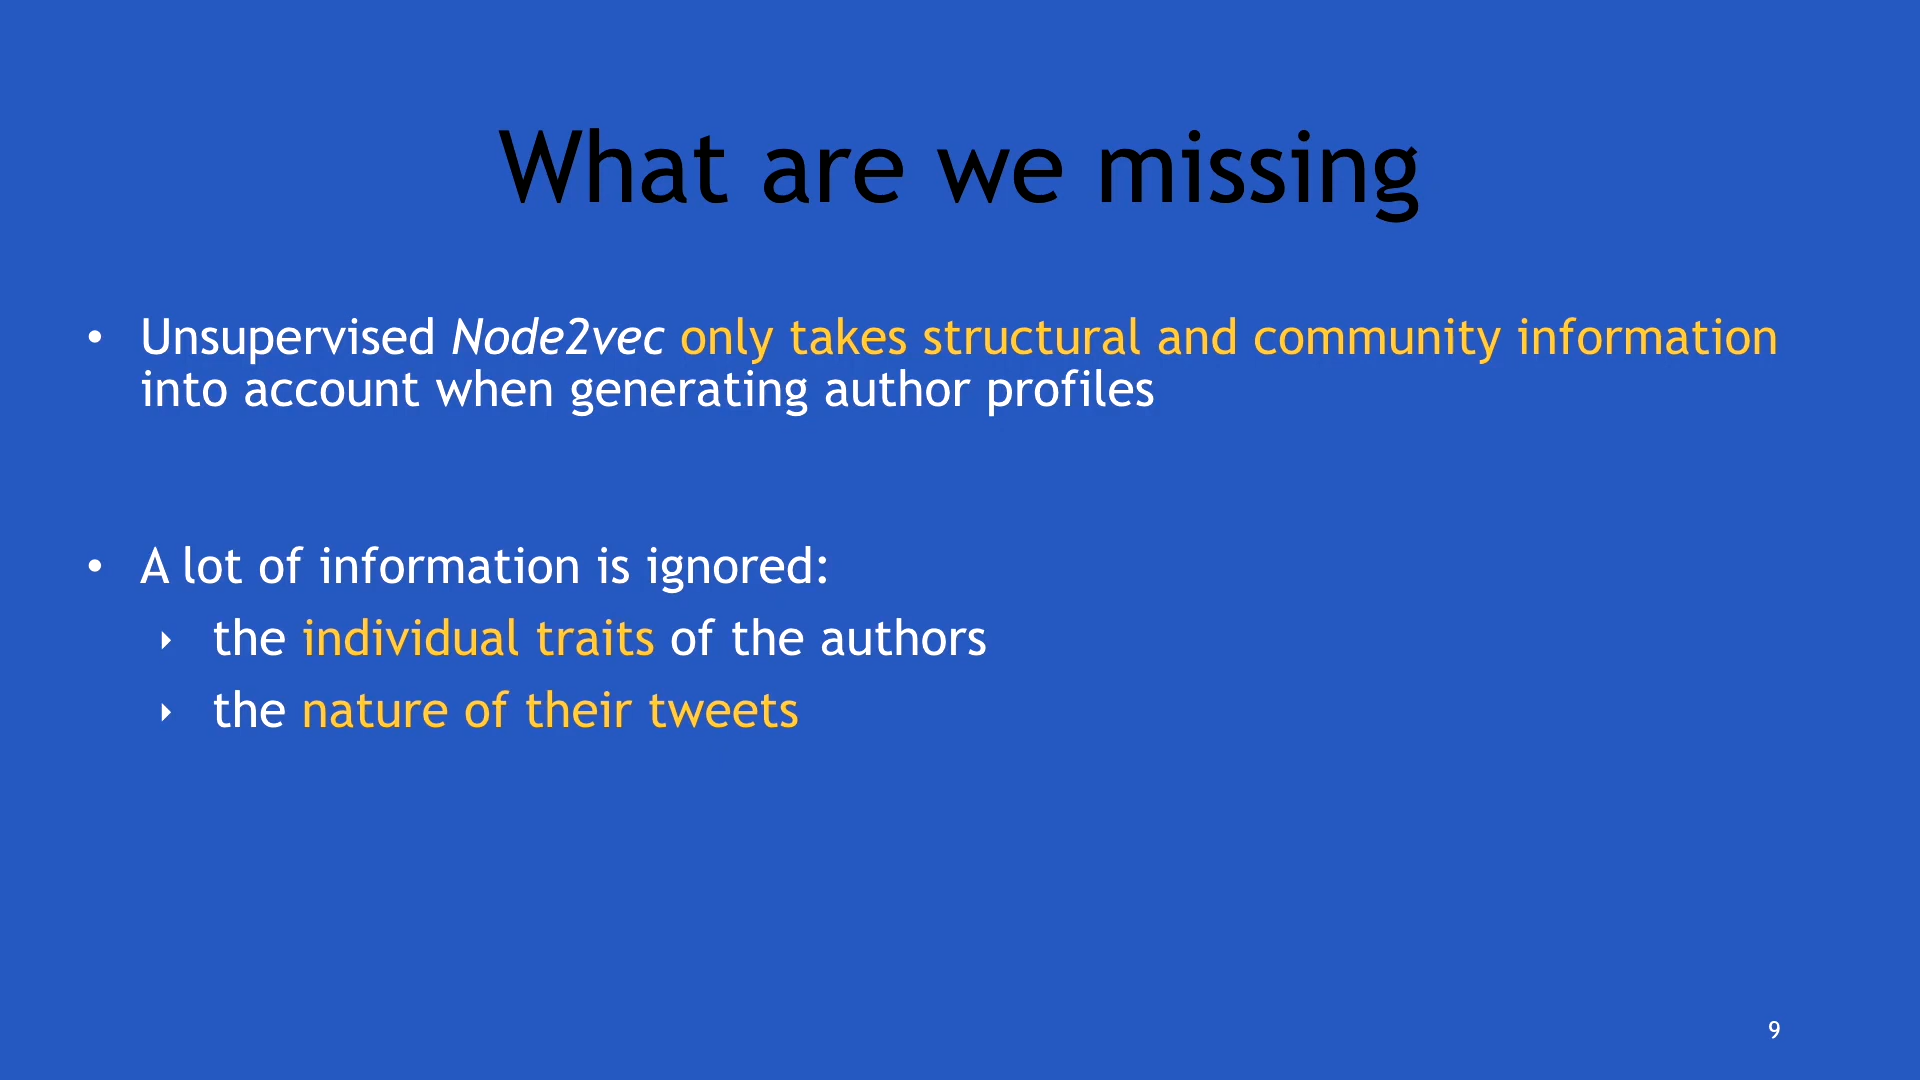 What are we missing
• Unsupervised Node2vec only takes structural and community information
into account when generating author profiles
• A lot of information is ignored:
‣ the individual traits of the authors
‣ the nature of their tweets
9